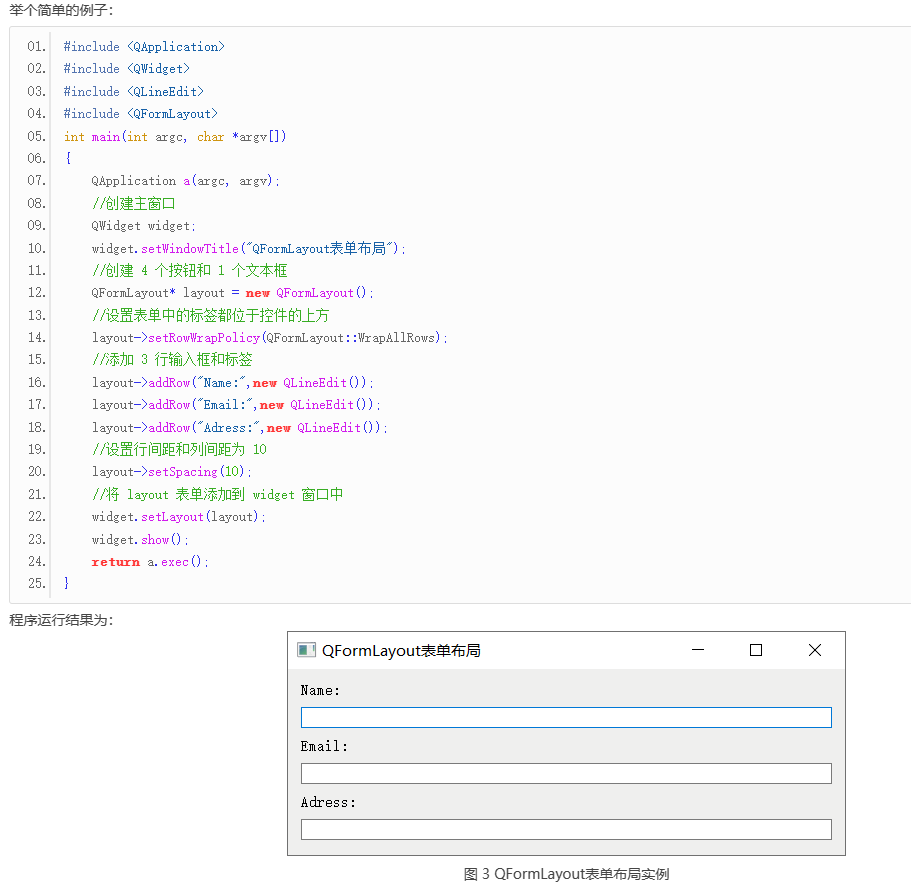 举个简单的例子：
01. #include <QApplication>
02. #include <QWidget>
03. #include <QLineEdit>
04. #include <QFormLayout>
05. int main(int argc, char *argv[])
06. {
07. QApplication a(argc, argv);
08. //创建主窗口
09. QWidget widget;
10. widget.setWindowTitle("QFormLayout表单布局");
11. //创建 4 个按钮和 1 个文本框
12. QFormLayout* layout = new QFormLayout();
13. //设置表单中的标签都位于控件的上方
14. layout->setRowWrapPolicy(QFormLayout::WrapAllRows);
15. //添加 3 行输入框和标签
16. layout->addRow("Name:",new QLineEdit());
17. layout->addRow("Email:",new QLineEdit());
18. layout->addRow("Adress:",new QLineEdit());
19. //设置行间距和列间距为 10
20. layout->setSpacing(10);
21. //将 layout 表单添加到 widget 窗口中
22. widget.setLayout(layout);
23. widget.show();
24. return a.exec();
25. }
程序运行结果为：
QFormLayout表单布局
Name:
Email:
Adress:
图 3 QFormLayout表单布局实例